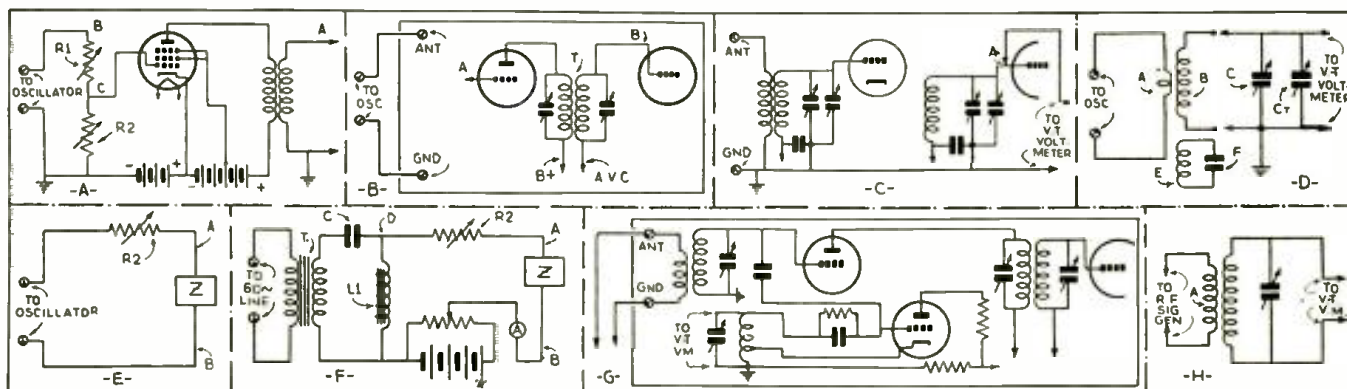 B
R1
TO OSCILLATOR
C
R2
A
- + - +
-A-
ANT
TO OSC
GND
A
T
B
B+
AVC
-B-
ANT
GND
A
TO V.T. VOLT-METER
-C-
TO OSC
A
B
C
CT
TO V-T VOLT-METER
E
F
-D-
R2
A
Z
TO OSCILLATOR
B
-E-
TO 60~ LINE
T
C
D
L1
R2
A
Z
A
B
-F-
ANT
GND
TO V-T VM
-G-
TO R F SIG GEN
A
TO V-T V.M.
-H-